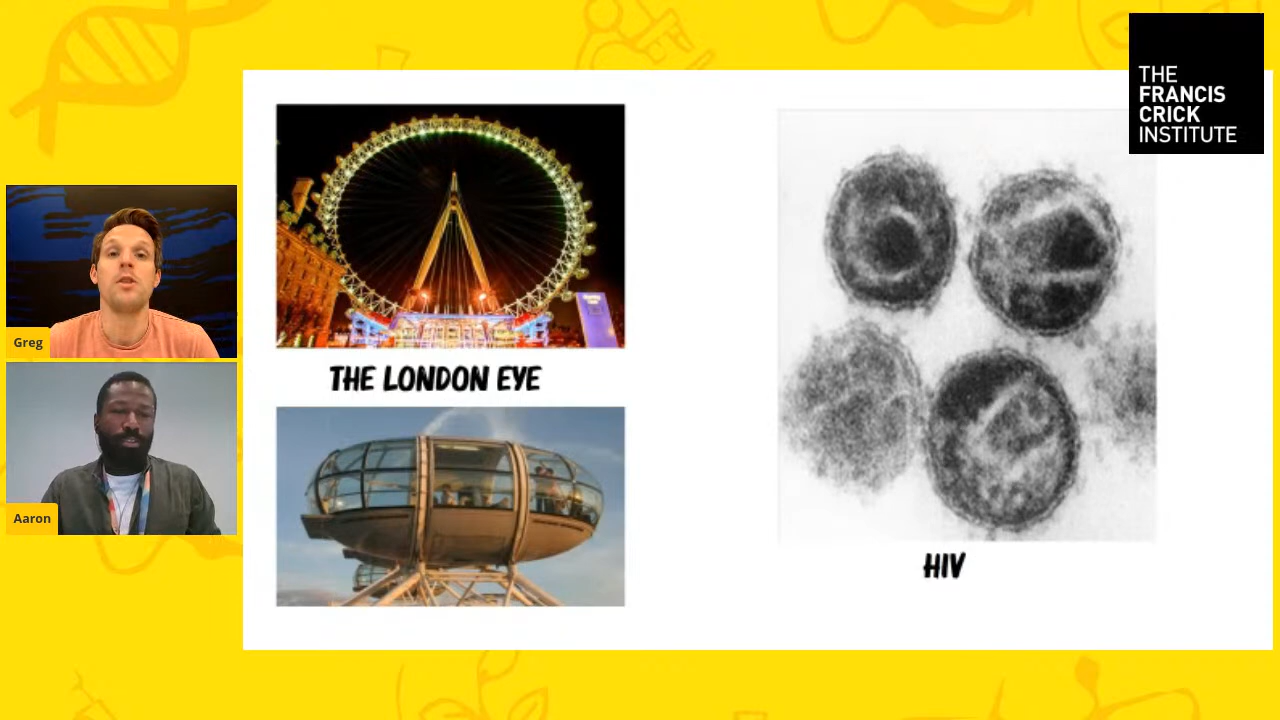 THE
FRANCIS
CRICK
INSTITUTE
Greg
Aaron
THE LONDON EYE
HIV